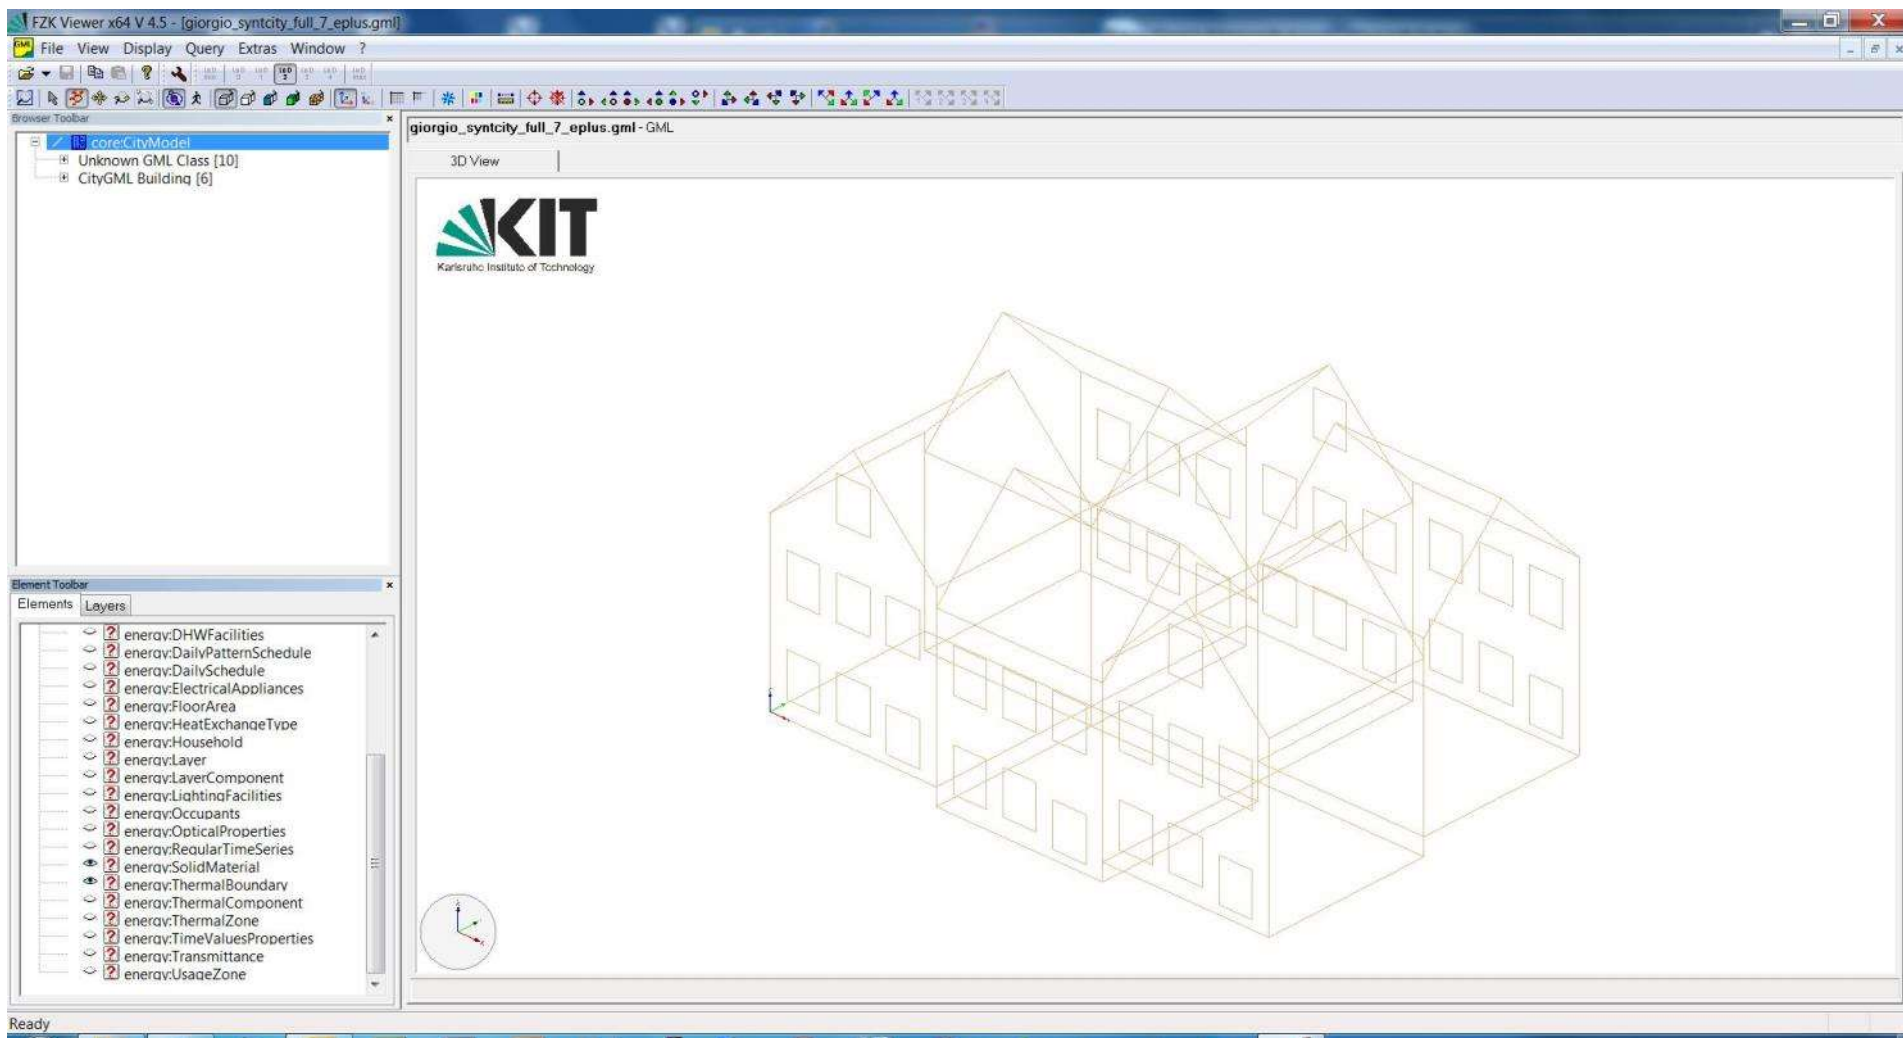 FZK Viewer x64 V 4.5 - [giorgio_syntcity_full_7_eplus.gml]
File View Display Query Extras Window ?
Browser Toolbar
core:CityModel
Unknown GML Class [10]
CityGML Building [6]
giorgio_syntcity_full_7_eplus.gml - GML
3D View
KIT
Karlsruhe Institute of Technology
Element Toolbar
Elements Layers
energy:DHWFacilities
energy:DailyPatternSchedule
energy:DailySchedule
energy:ElectricalAppliances
energy:FloorArea
energy:HeatExchangeType
energy:Household
energy:Layer
energy:LayerComponent
energy:LightingFacilities
energy:Occupants
energy:OpticalProperties
energy:RegularTimeSeries
energy:SolidMaterial
energy:ThermalBoundary
energy:ThermalComponent
energy:ThermalZone
energy:TimeValuesProperties
energy:Transmittance
energy:UsageZone
Ready